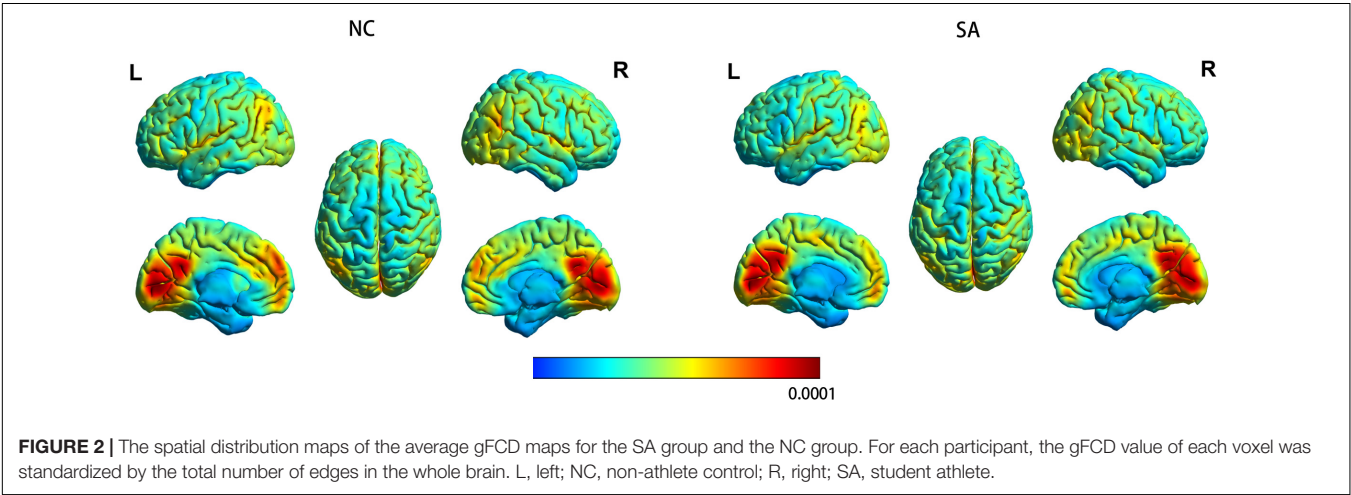 NC
SA
L
R
L
R
0.0001
FIGURE 2 | The spatial distribution maps of the average gFCD maps for the SA group and the NC group. For each participant, the gFCD value of each voxel was
standardized by the total number of edges in the whole brain. L, left; NC, non-athlete control; R, right; SA, student athlete.